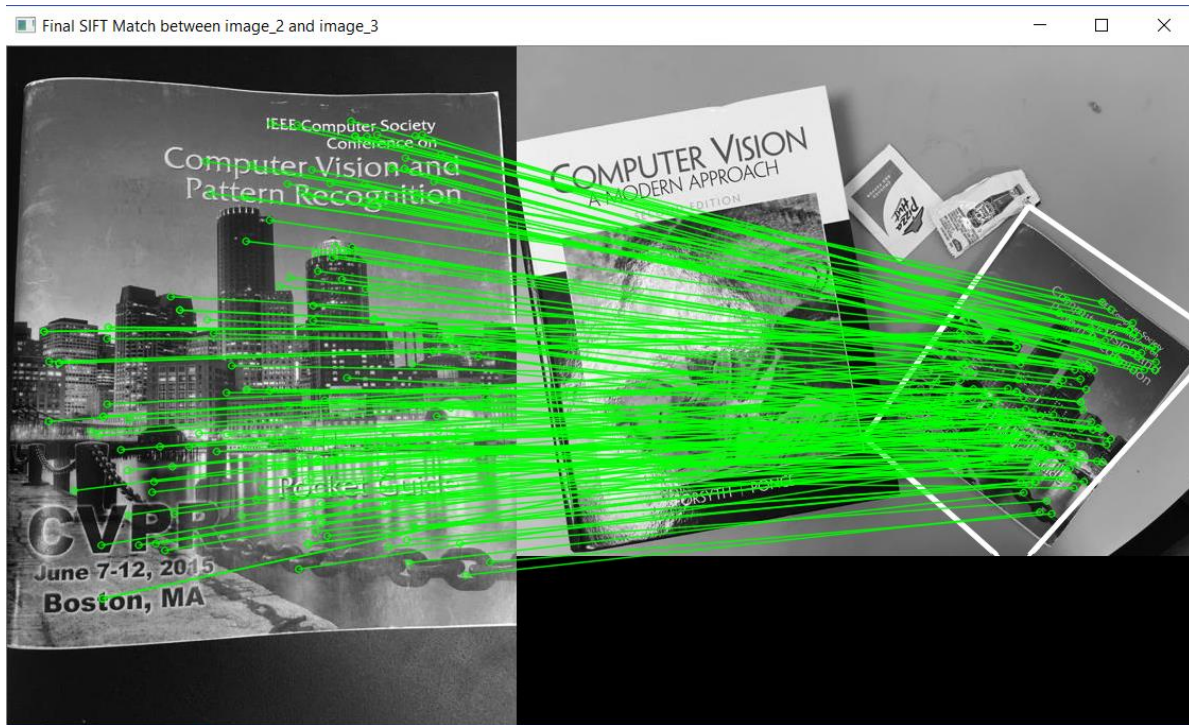 Final SIFT Match between image_2 and image_3
IEEE Computer Society
Conference on
Computer Vision and
Pattern Recognition
Pocket Guide
CVPR
June 7-12, 2015
Boston, MA
COMPUTER VISION
A MODERN APPROACH
SECOND EDITION
FORSYTH | PONCE
Pizza
Hut